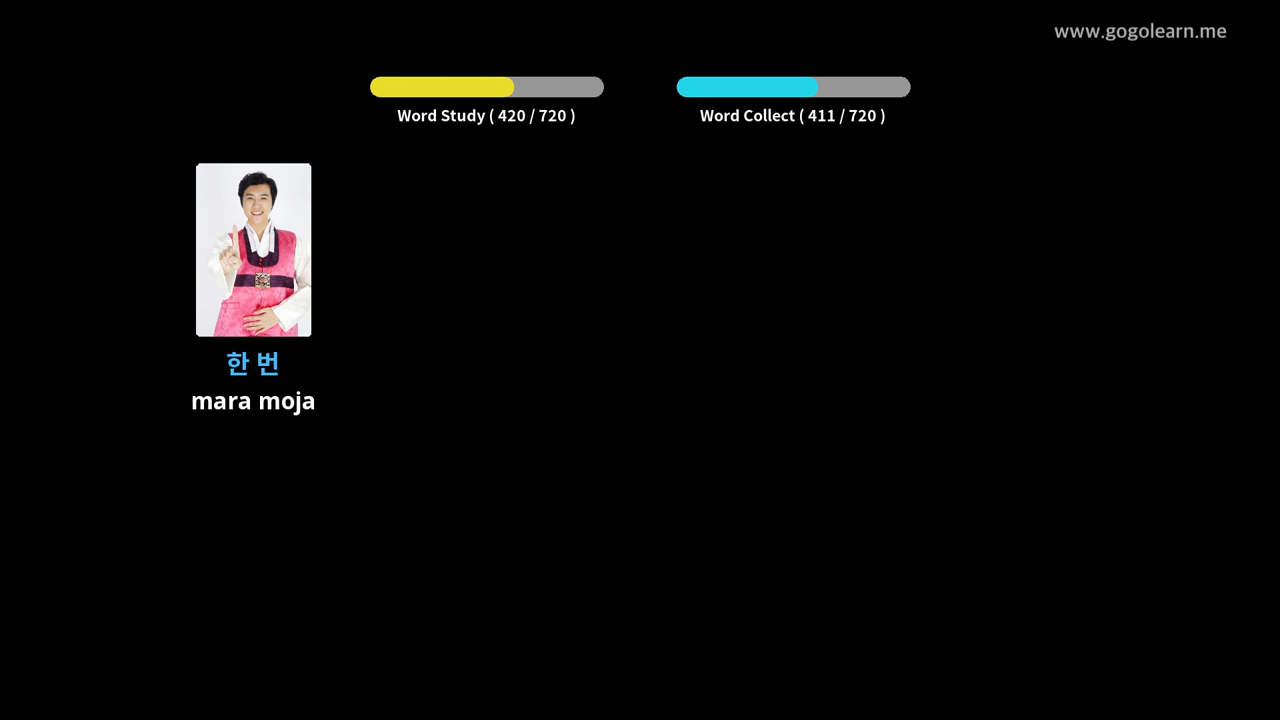 www.gogolearn.me
Word Study ( 420 / 720 )
Word Collect ( 411 / 720 )
한 번
mara moja